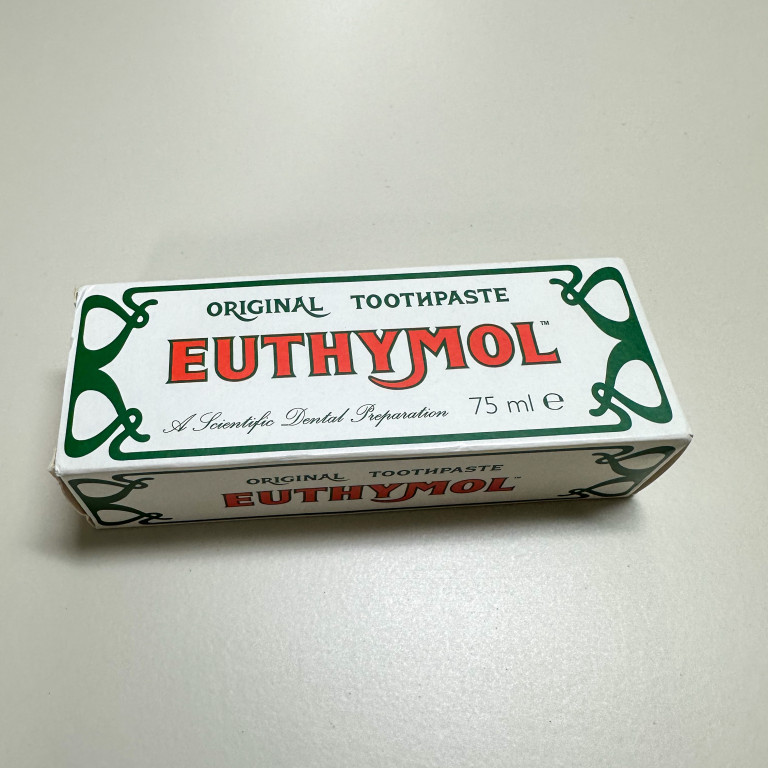 ORIGINAL TOOTHPASTE
EUTHYMOL™
A Scientific Dental Preparation 75 ml ℮
ORIGINAL TOOTHPASTE
EUTHYMOL™